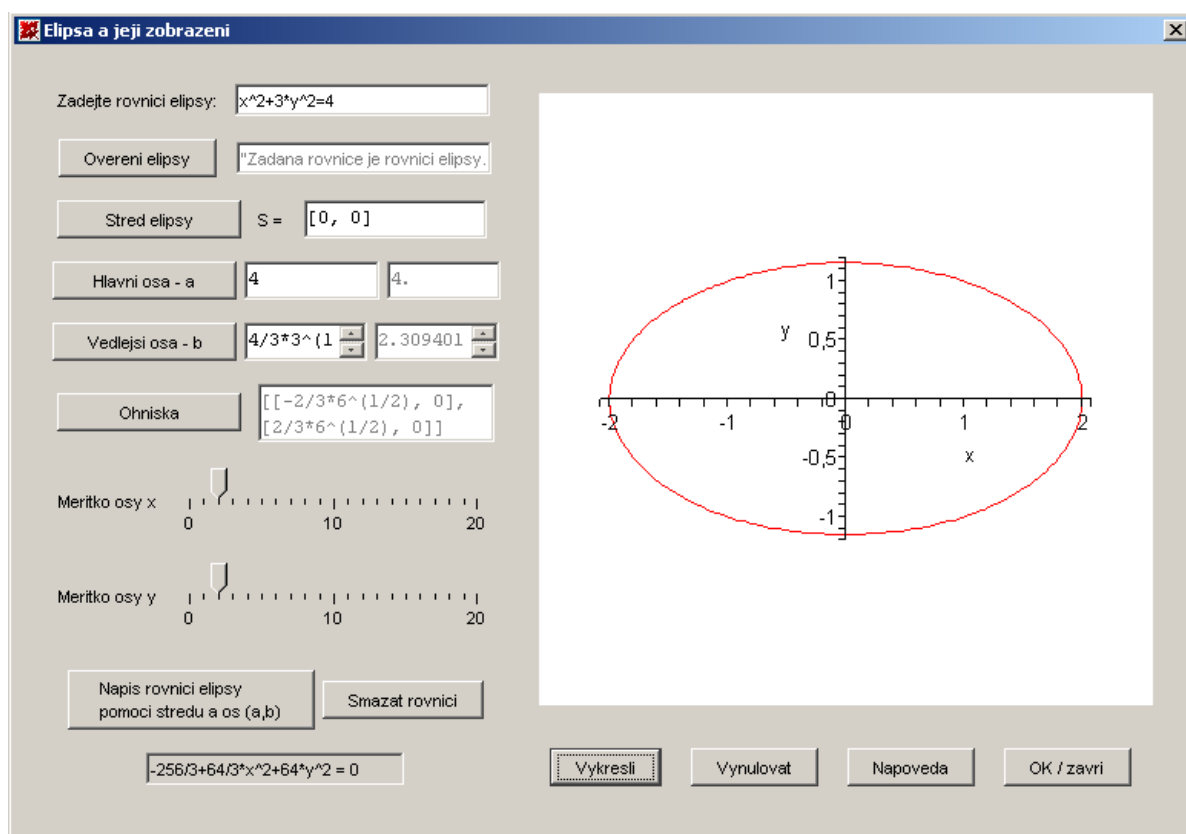 Elipsa a jeji zobrazeni
Zadejte rovnici elipsy: x^2+3*y^2=4
Overeni elipsy "Zadana rovnice je rovnici elipsy.
Stred elipsy S = [0, 0]
Hlavni osa - a 4 4.
Vedlejsi osa - b 4/3*3^(1 2.309401
Ohniska [[-2/3*6^(1/2), 0],
[2/3*6^(1/2), 0]]
Meritko osy x
0 10 20
Meritko osy y
0 10 20
Napis rovnici elipsy
pomoci stredu a os (a,b)
Smazat rovnici
-256/3+64/3*x^2+64*y^2 = 0
1
y 0,5
0
-2 -1 0 1 2
-0,5 x
-1
Vykresli Vynulovat Napoveda OK / zavri